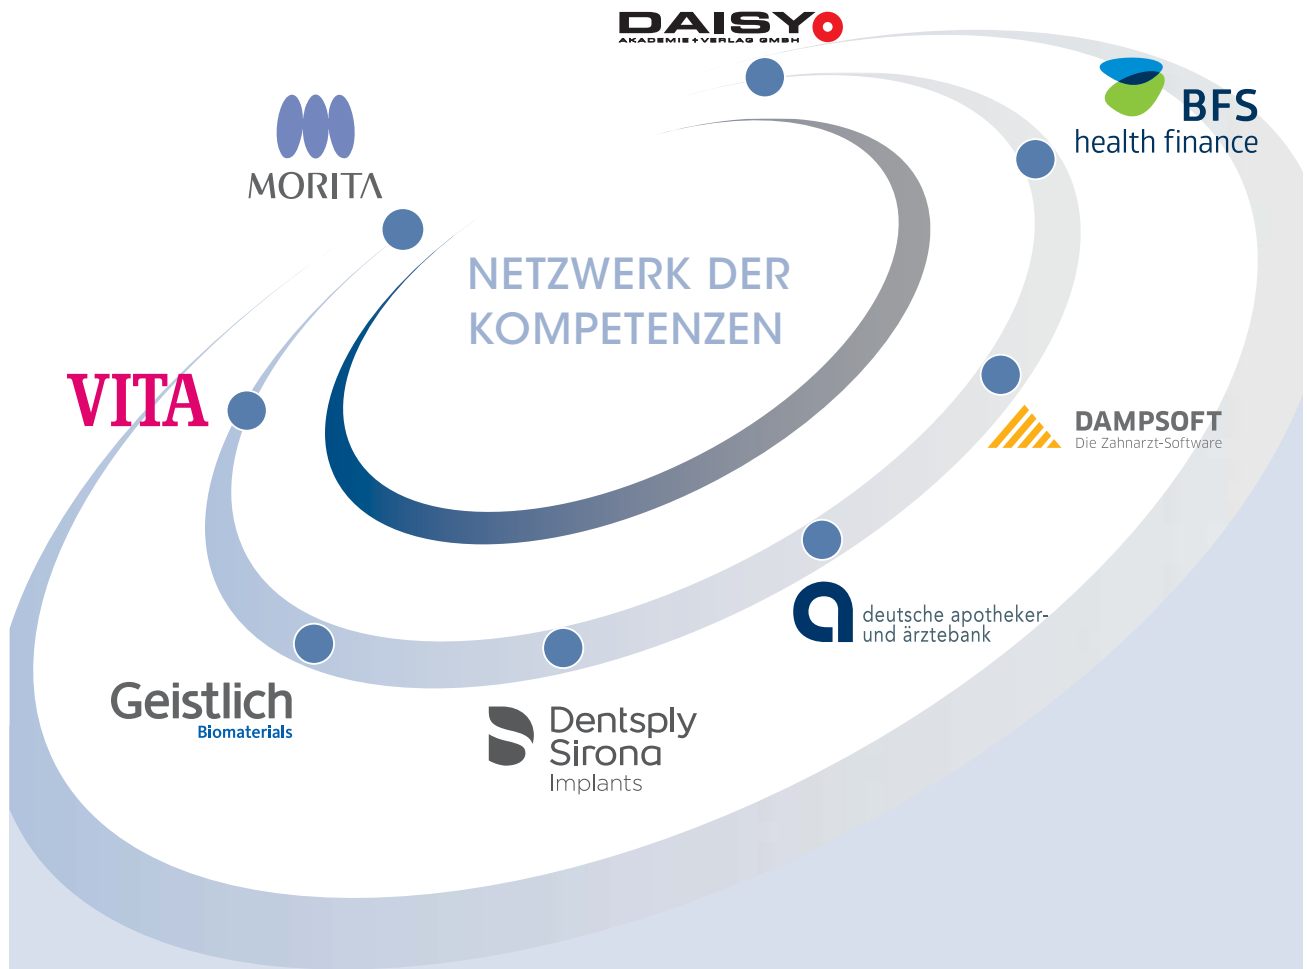 DAISY
AKADEMIE+VERLAG GMBH
BFS
health finance
MORITA
NETZWERK DER
KOMPETENZEN
VITA
DAMPSOFT
Die Zahnarzt-Software
deutsche apotheker-
und ärztebank
Geistlich
Biomaterials
Dentsply
Sirona
Implants